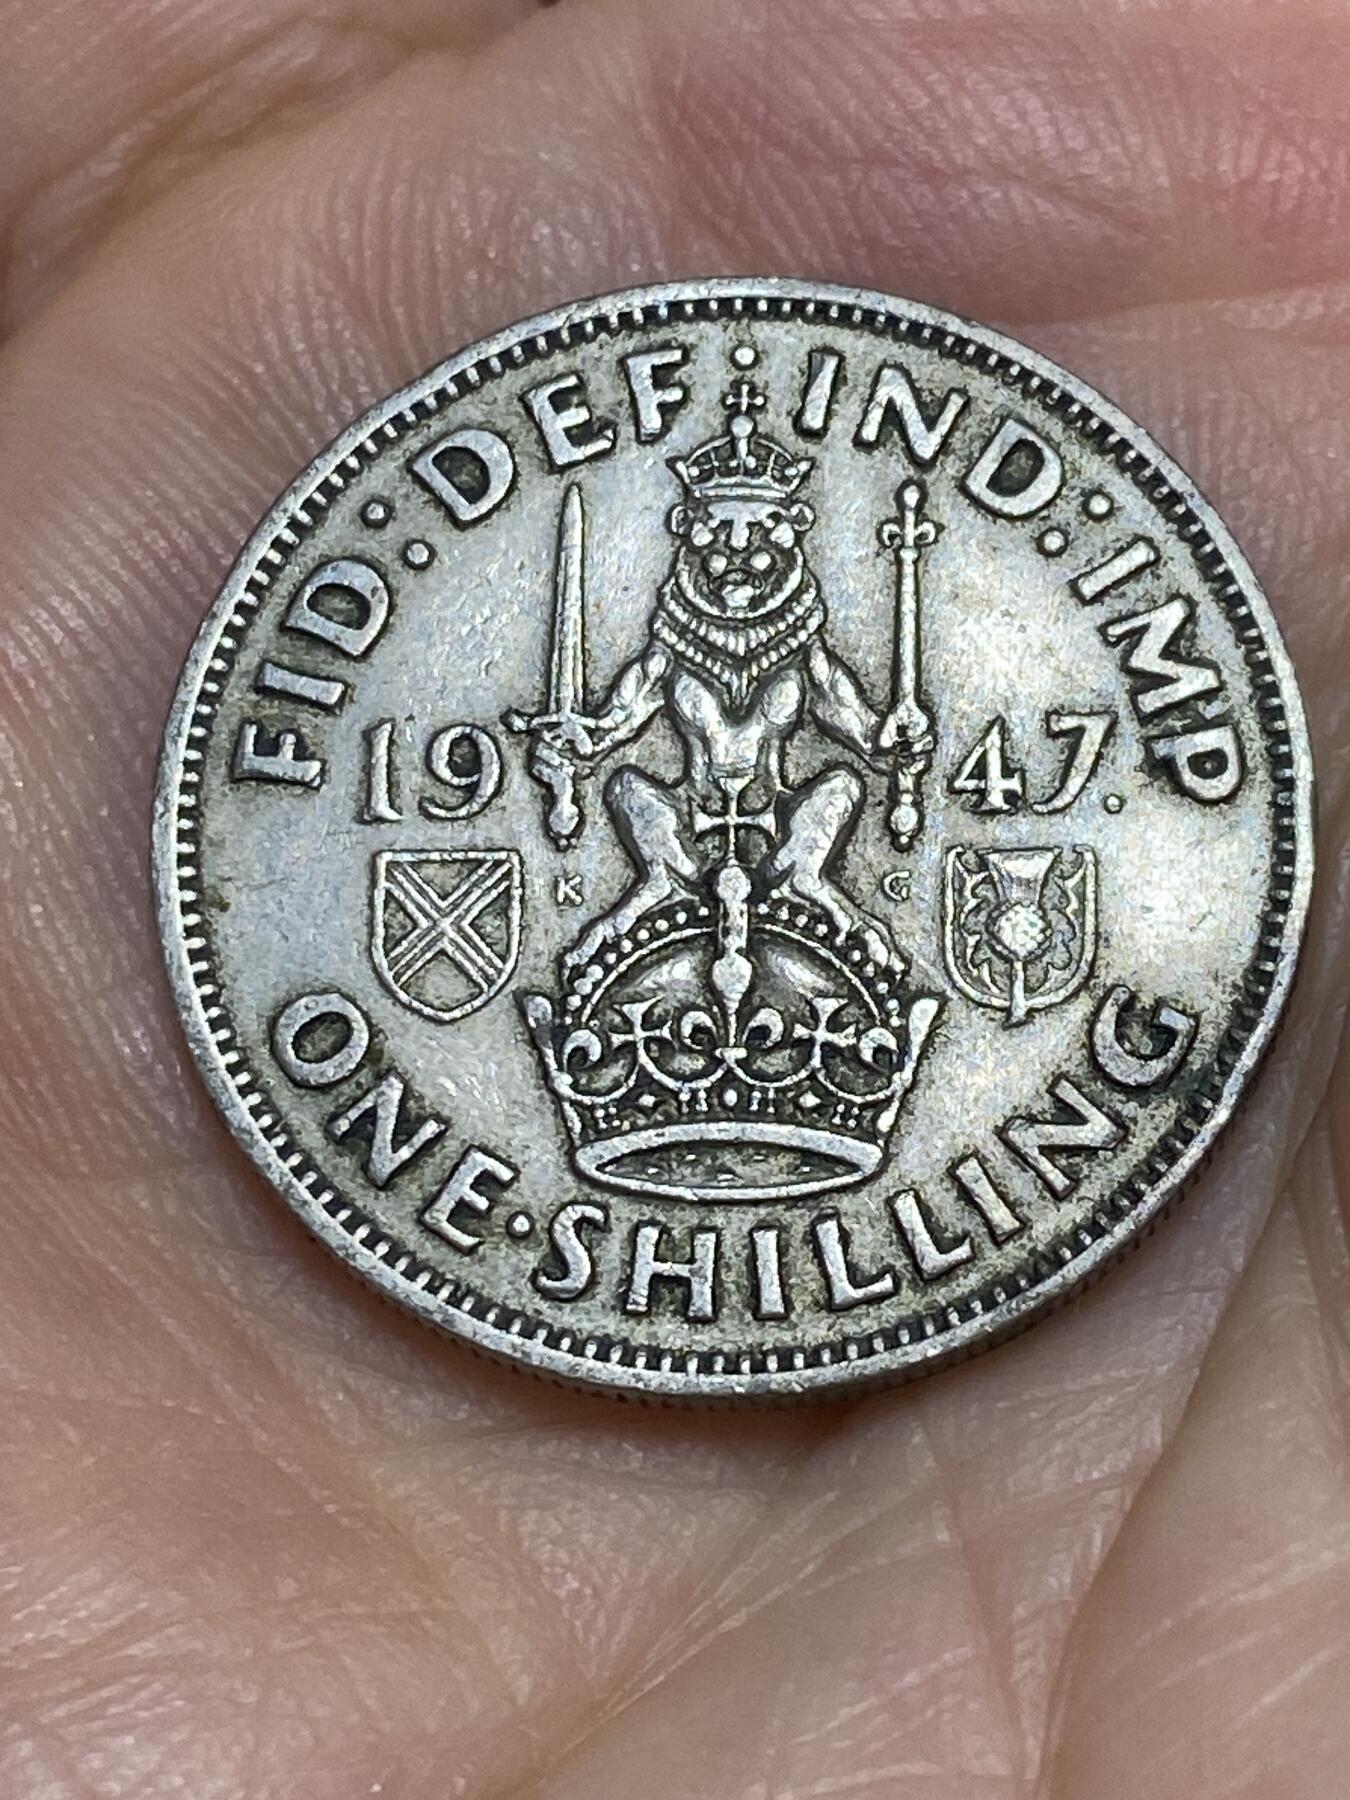 FID : DEF : IND : IMP
19 47.
K G
ONE · SHILLING